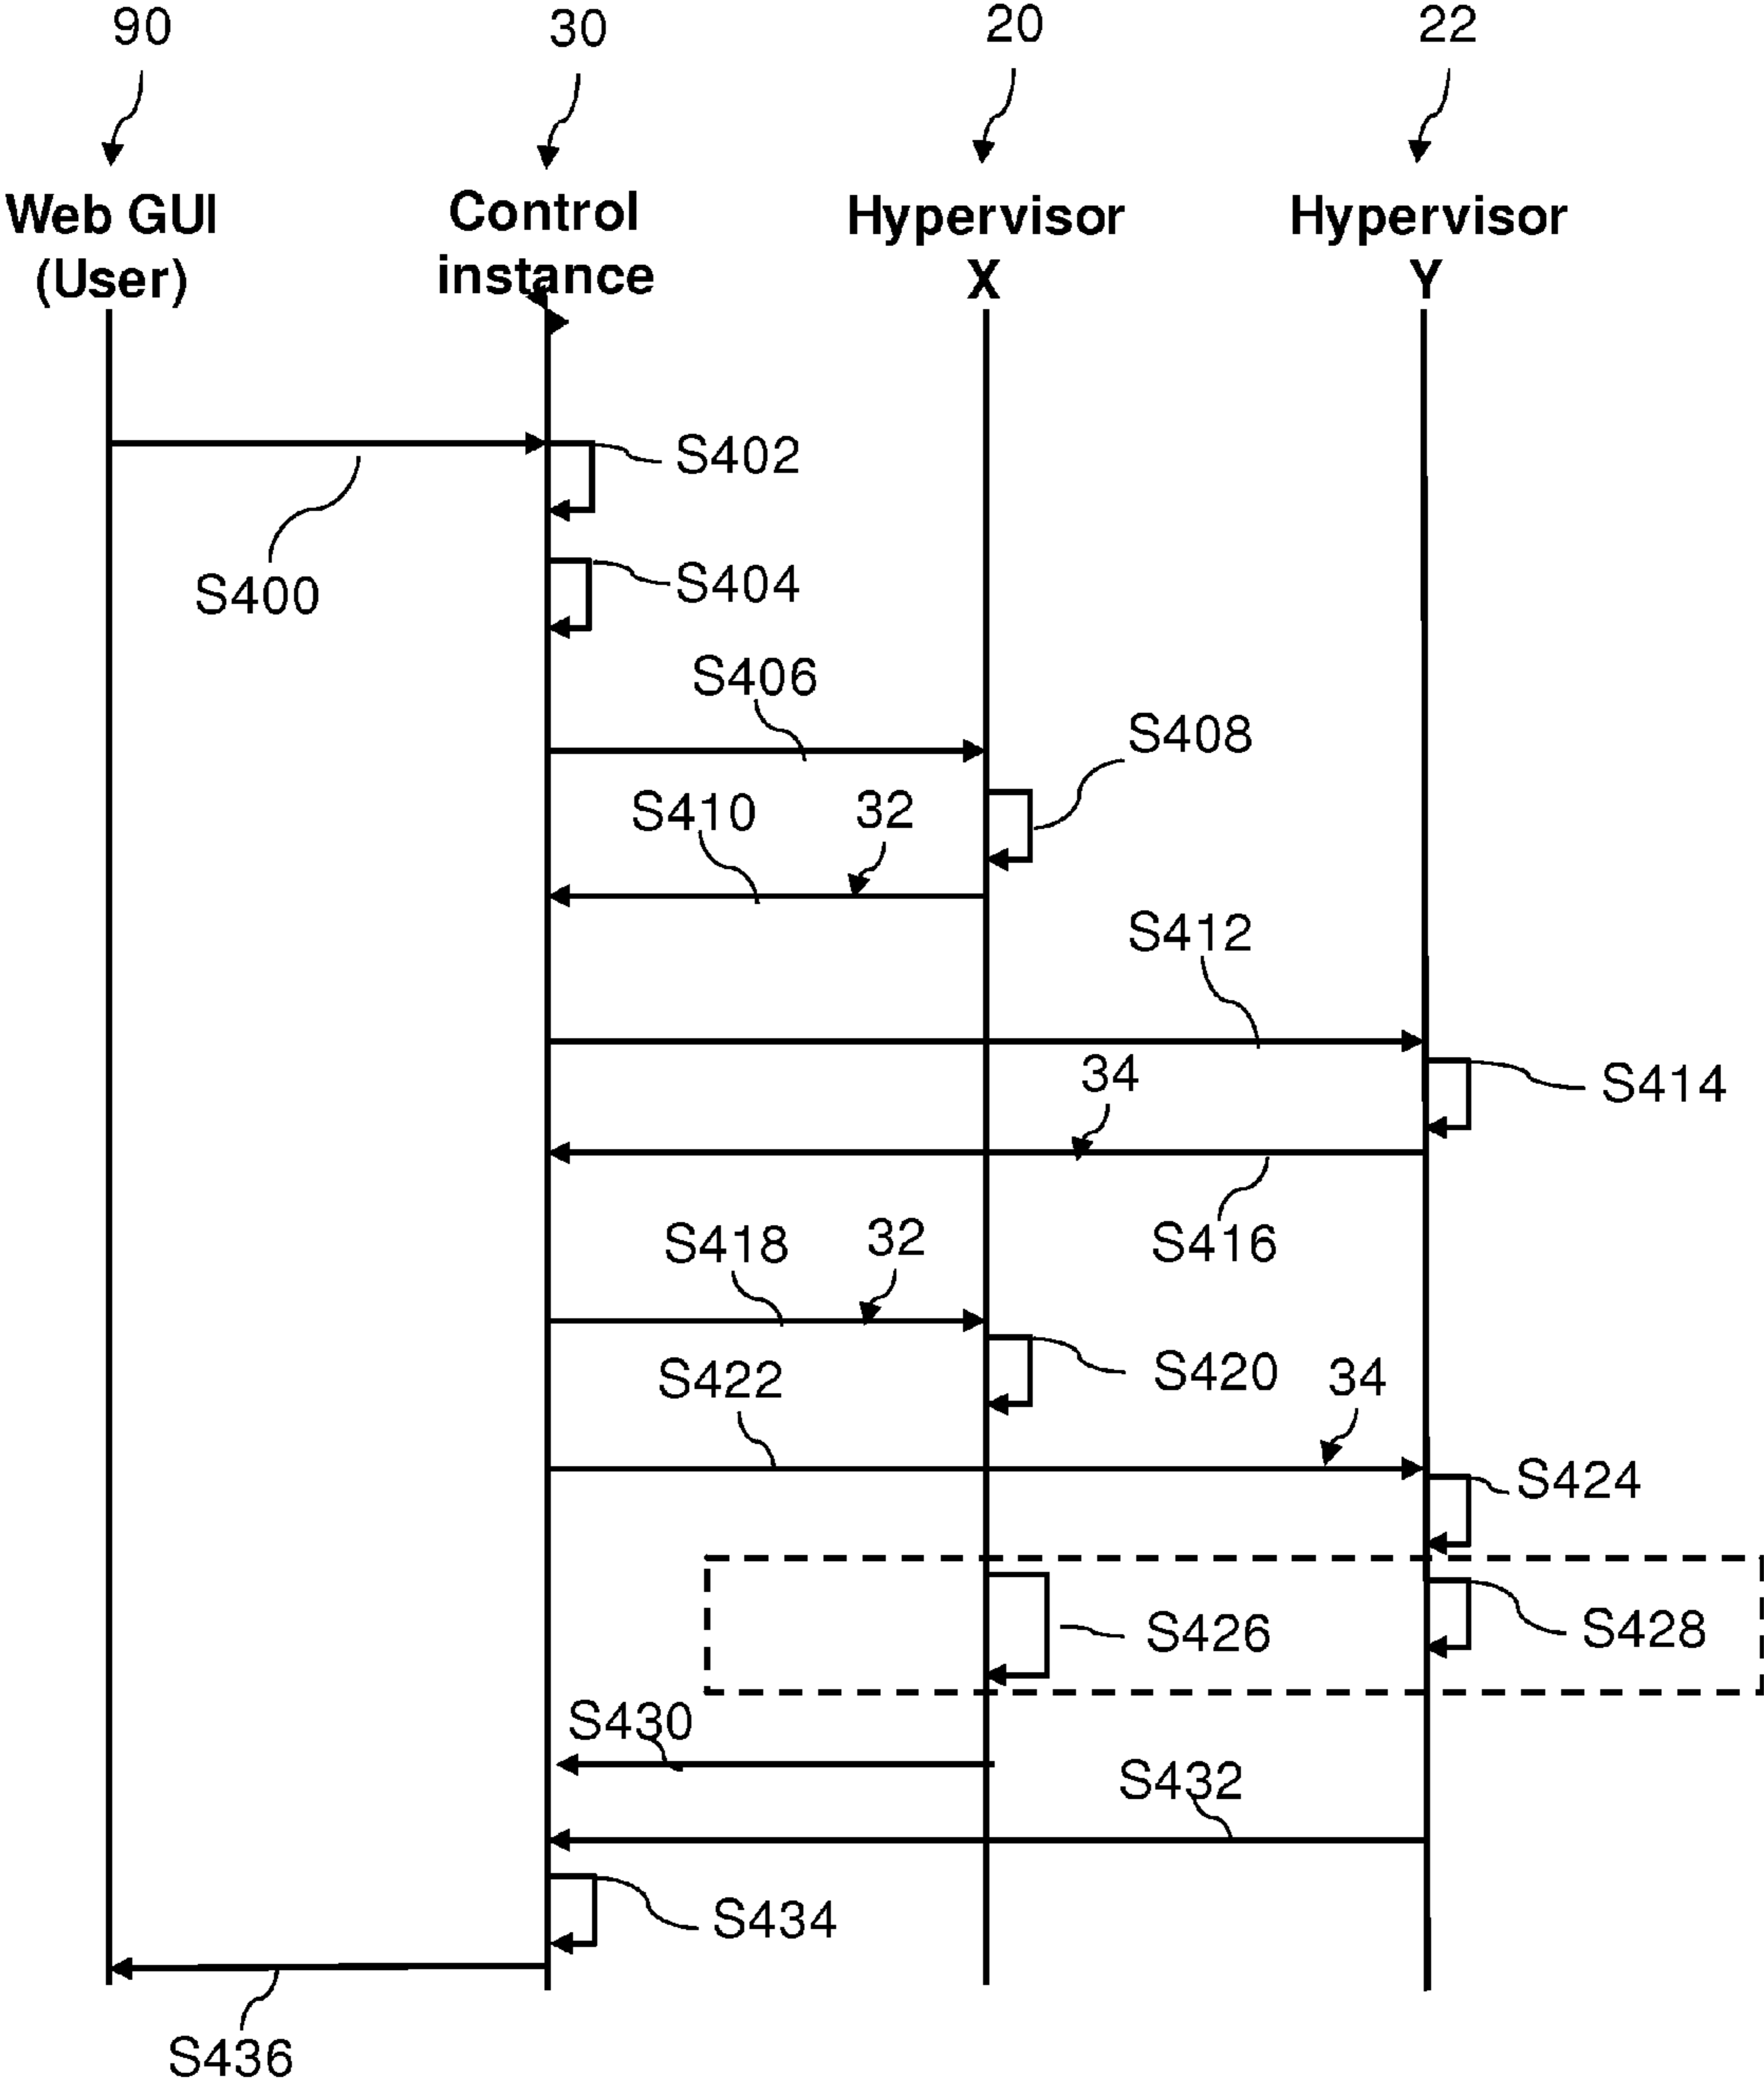 90
30
20
22
Web GUI
(User)
Control
instance
Hypervisor
X
Hypervisor
Y
S402
S400
S404
S406
S408
S410
32
S412
34
S414
S416
S418
32
S420
S422
34
S424
S426
S428
S430
S432
S434
S436